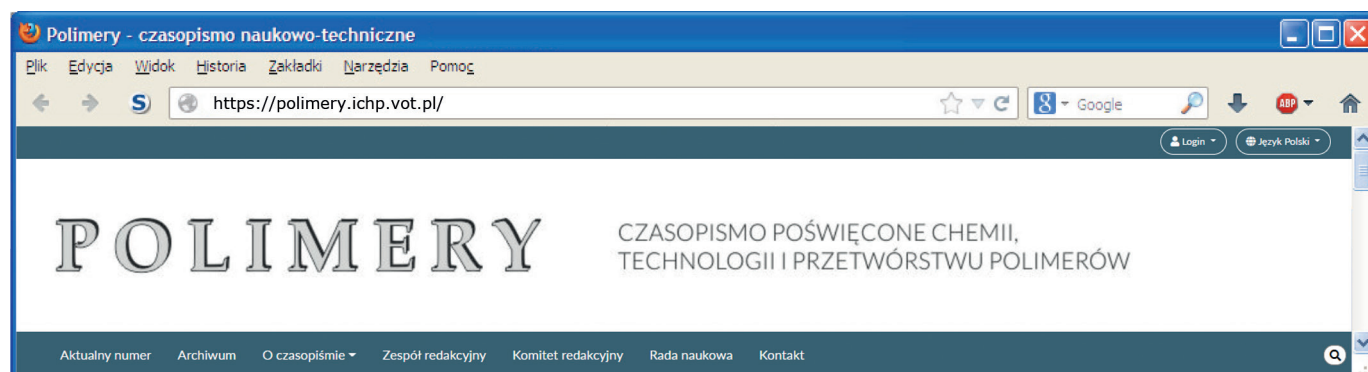 Polimery - czasopismo naukowo-techniczne
Plik Edycja Widok Historia Zakładki Narzędzia Pomoc
S https://polimery.ichp.vot.pl/ 8 Google ABP
Login Język Polski
POLIMERY
CZASOPISMO POŚWIĘCONE CHEMII,
TECHNOLOGII I PRZETWÓRSTWU POLIMERÓW
Aktualny numer Archiwum O czasopiśmie Zespół redakcyjny Komitet redakcyjny Rada naukowa Kontakt